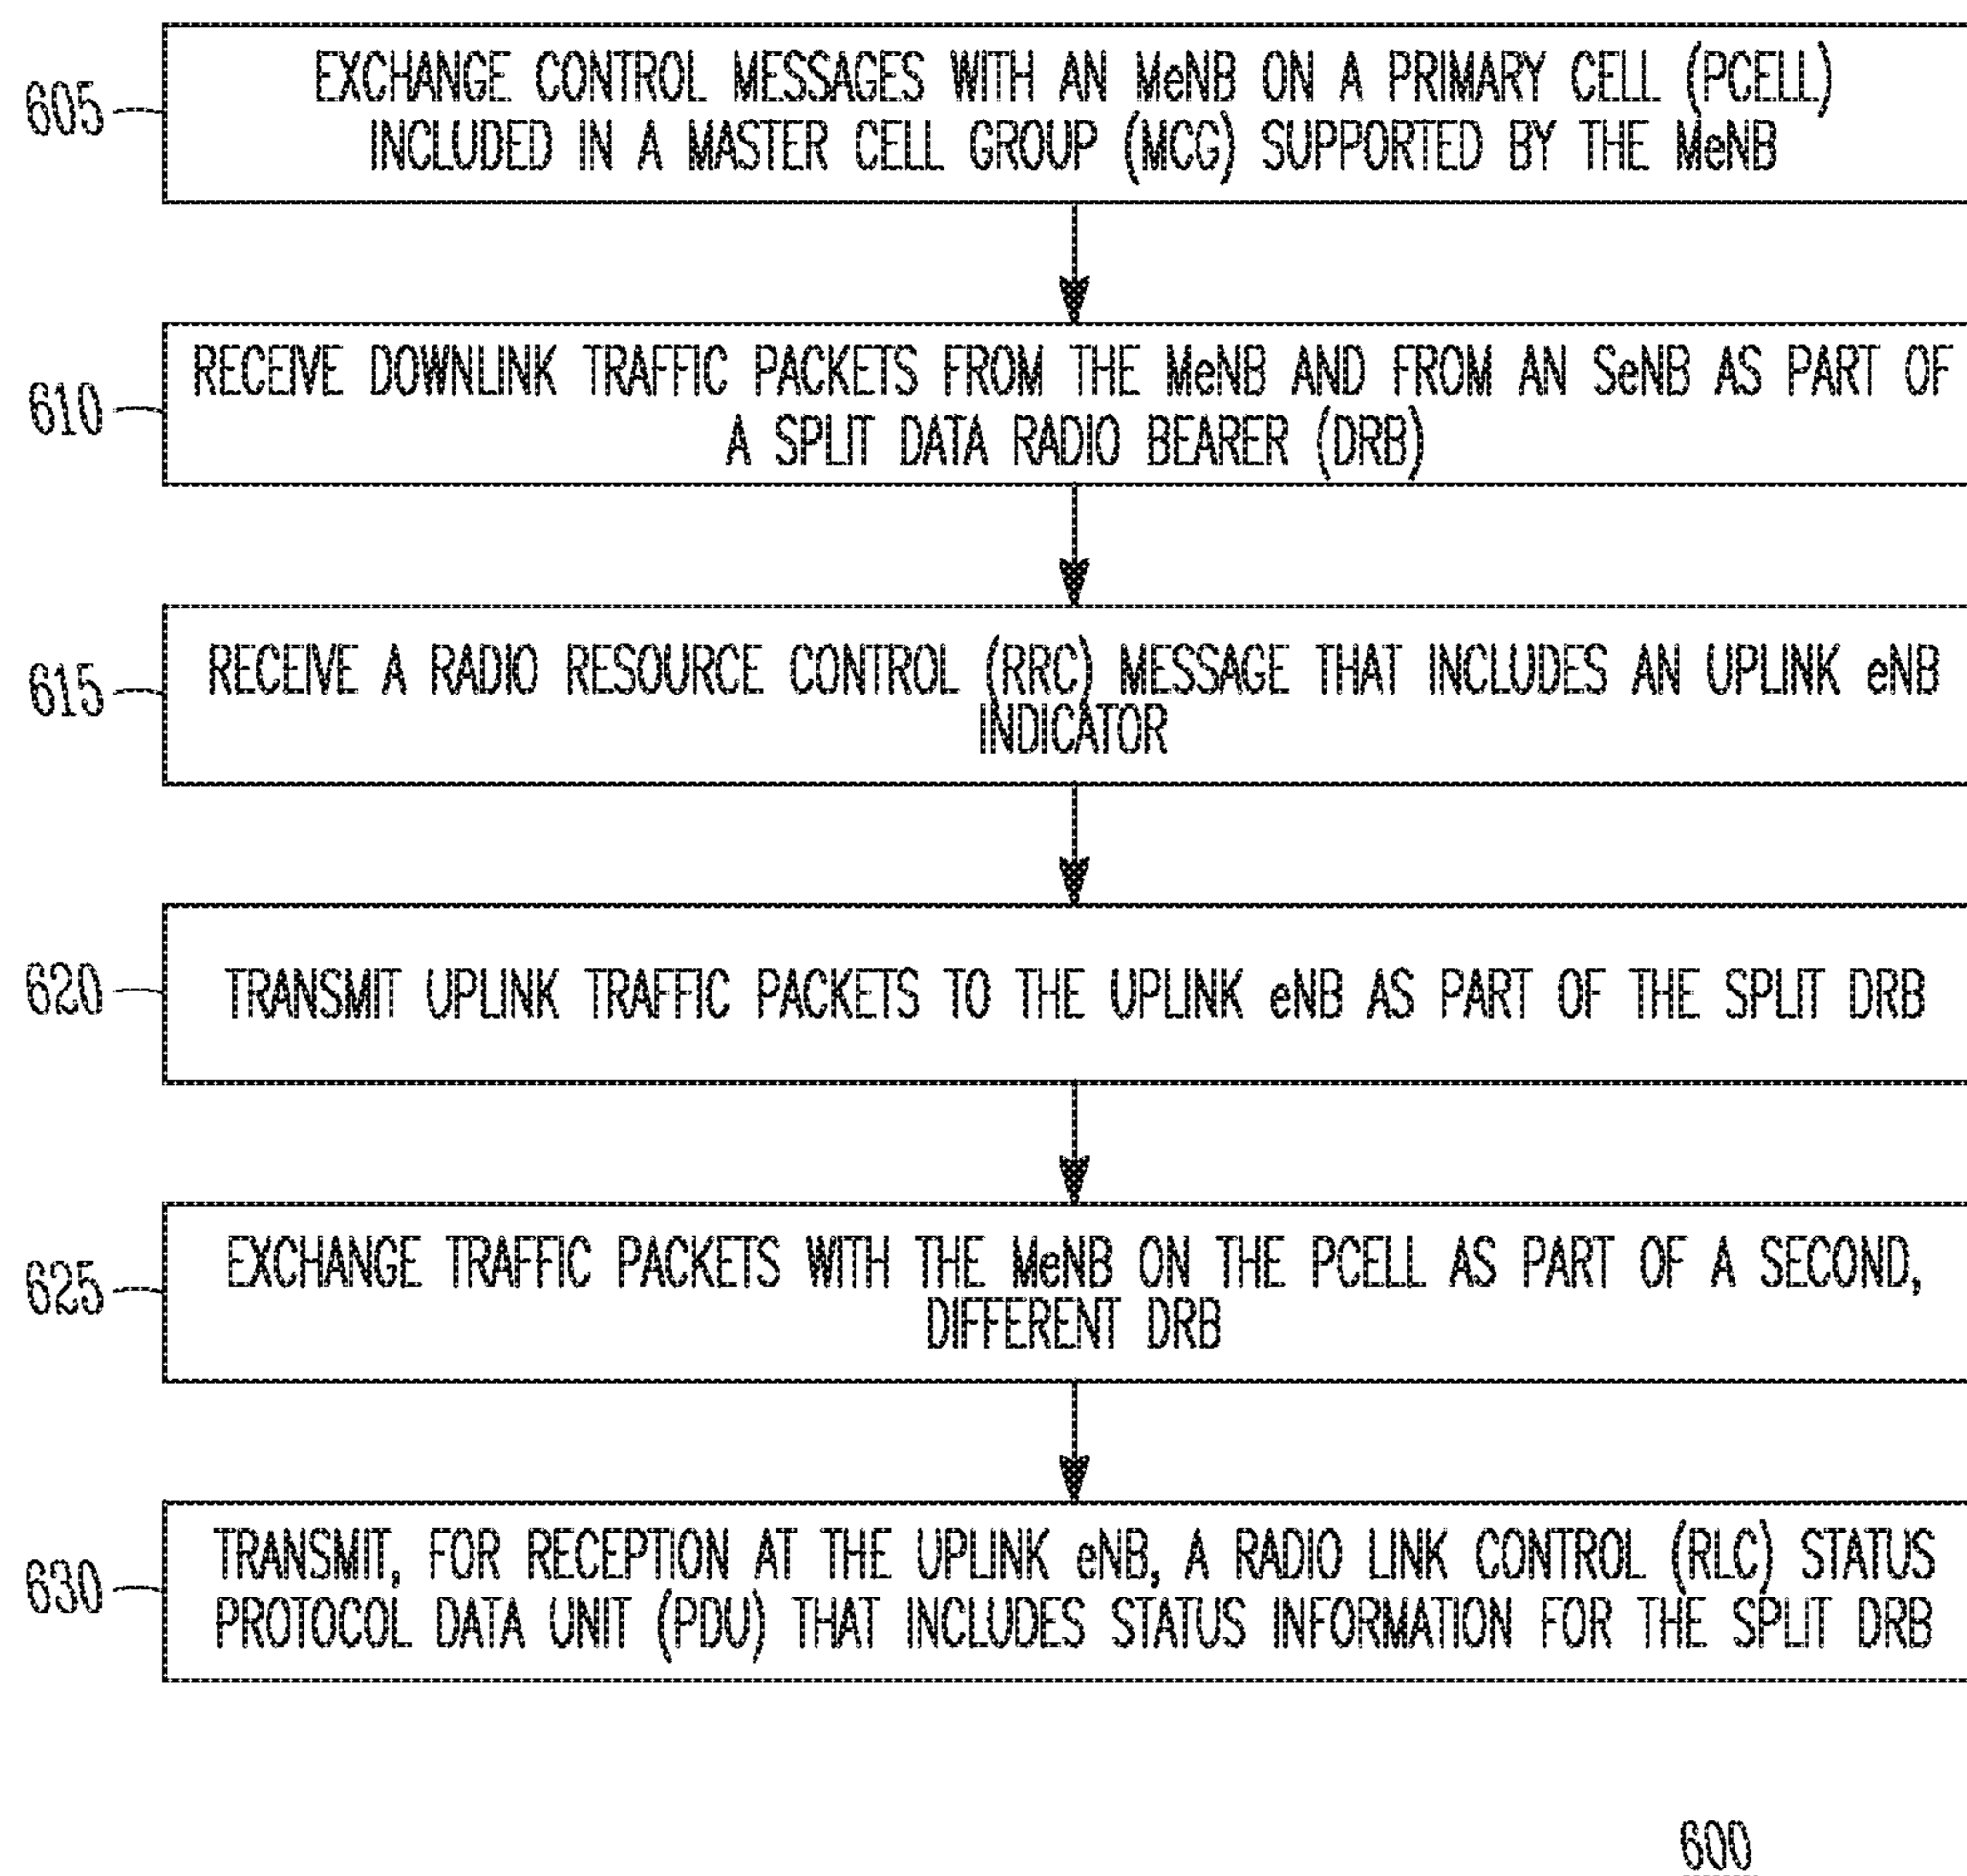 605
EXCHANGE CONTROL MESSAGES WITH AN MeNB ON A PRIMARY CELL (PCELL)
INCLUDED IN A MASTER CELL GROUP (MCG) SUPPORTED BY THE MeNB
610
RECEIVE DOWNLINK TRAFFIC PACKETS FROM THE MeNB AND FROM AN SeNB AS PART OF
A SPLIT DATA RADIO BEARER (DRB)
615
RECEIVE A RADIO RESOURCE CONTROL (RRC) MESSAGE THAT INCLUDES AN UPLINK eNB
INDICATOR
620
TRANSMIT UPLINK TRAFFIC PACKETS TO THE UPLINK eNB AS PART OF THE SPLIT DRB
625
EXCHANGE TRAFFIC PACKETS WITH THE MeNB ON THE PCELL AS PART OF A SECOND,
DIFFERENT DRB
630
TRANSMIT, FOR RECEPTION AT THE UPLINK eNB, A RADIO LINK CONTROL (RLC) STATUS
PROTOCOL DATA UNIT (PDU) THAT INCLUDES STATUS INFORMATION FOR THE SPLIT DRB
600